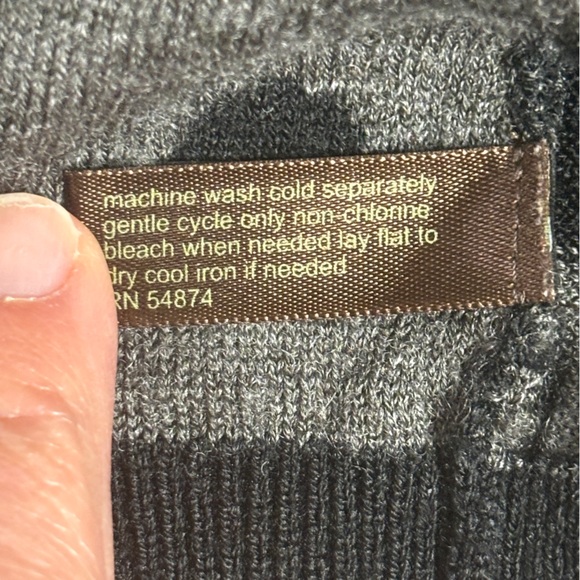 machine wash cold separately
gentle cycle only non-chlorine
bleach when needed lay flat to
dry cool iron if needed
RN 54874